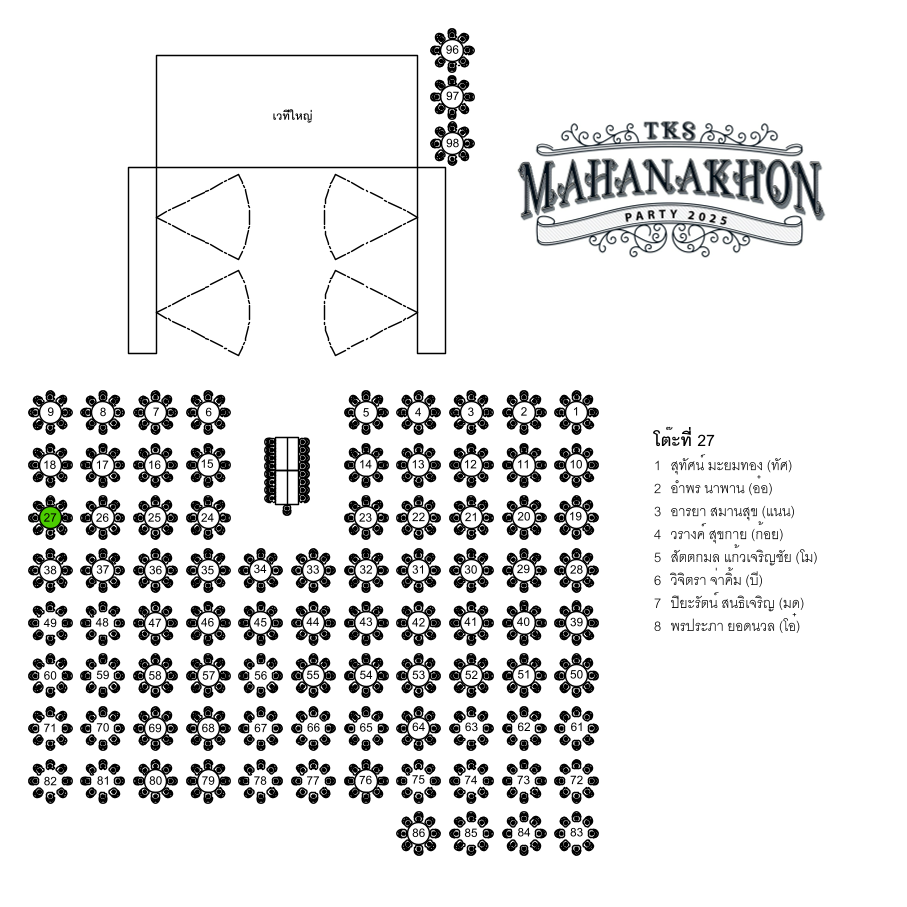 96
97
98
เวทีใหญ่
TKS
MAHANAKHON
PARTY 2025
9 8 7 6 5 4 3 2 1
18 17 16 15 14 13 12 11 10
27 26 25 24 23 22 21 20 19
38 37 36 35 34 33 32 31 30 29 28
49 48 47 46 45 44 43 42 41 40 39
60 59 58 57 56 55 54 53 52 51 50
71 70 69 68 67 66 65 64 63 62 61
82 81 80 79 78 77 76 75 74 73 72
86 85 84 83
โต๊ะที่ 27
1 สุทัศน์ มะยมทอง (ทัศ)
2 อำพร นาพาน (อ๋อ)
3 อารยา สมานสุข (แนน)
4 วรางค์ สุขกาย (ก้อย)
5 สัตตกมล แก้วเจริญชัย (โม)
6 วิจิตรา จ่าคิ้ม (บี)
7 ปิยะรัตน์ สนธิเจริญ (มด)
8 พรประภา ยอดนวล (โอ๋)